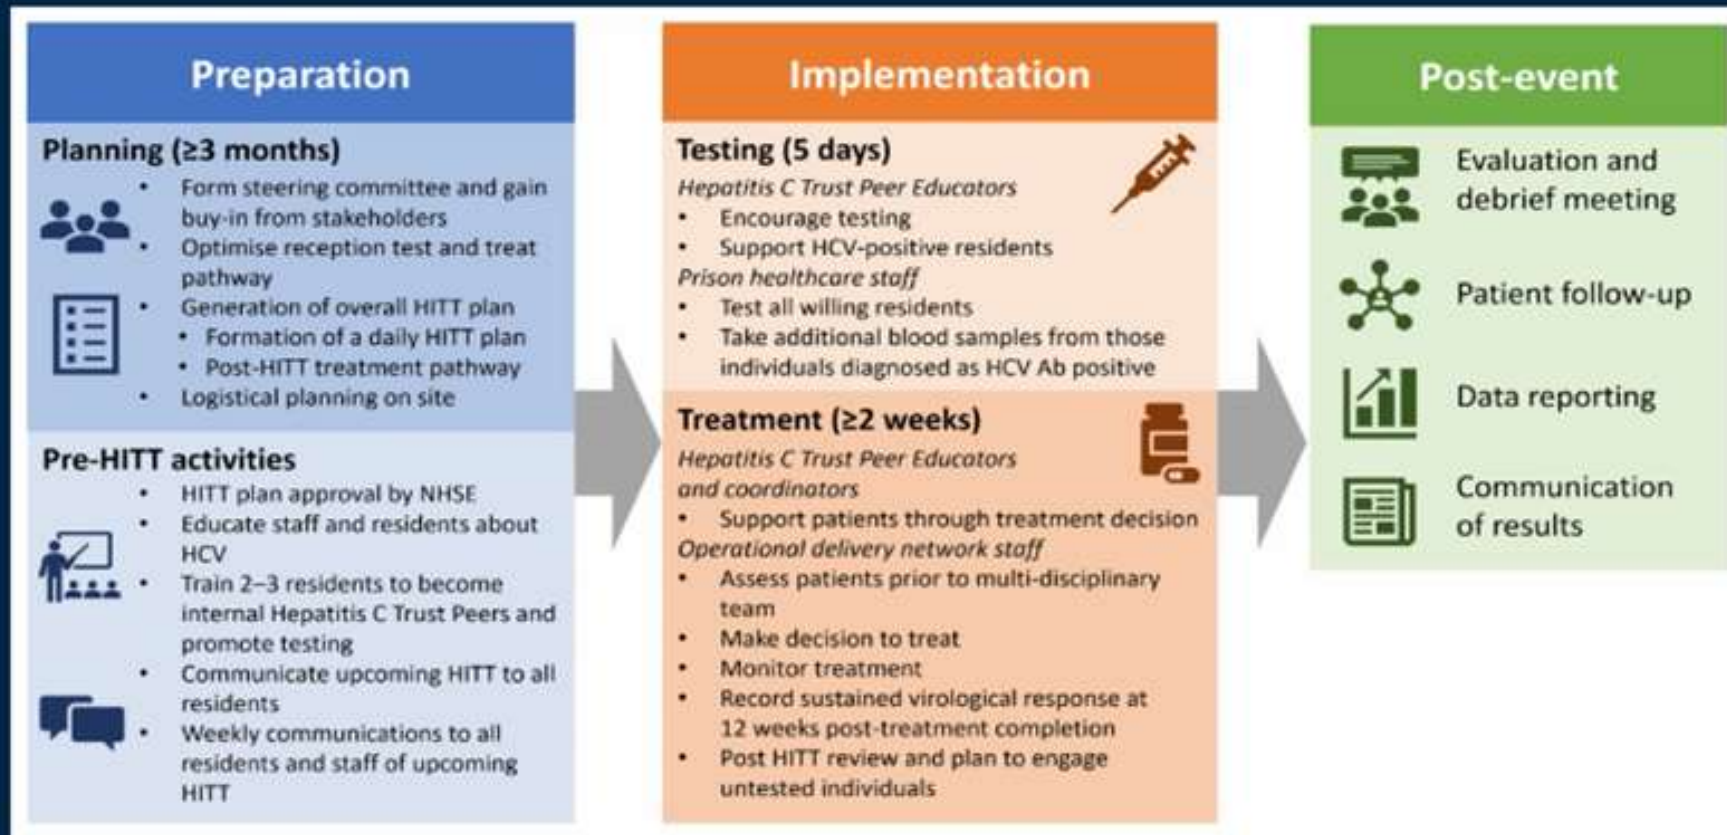 Preparation
Planning (≥3 months)
• Form steering committee and gain
buy-in from stakeholders
• Optimise reception test and treat
pathway
• Generation of overall HITT plan
• Formation of a daily HITT plan
• Post-HITT treatment pathway
• Logistical planning on site
Pre-HITT activities
• HITT plan approval by NHSE
• Educate staff and residents about
HCV
• Train 2–3 residents to become
internal Hepatitis C Trust Peers and
promote testing
• Communicate upcoming HITT to all
residents
• Weekly communications to all
residents and staff of upcoming
HITT
Implementation
Testing (5 days)
Hepatitis C Trust Peer Educators
• Encourage testing
• Support HCV-positive residents
Prison healthcare staff
• Test all willing residents
• Take additional blood samples from those
individuals diagnosed as HCV Ab positive
Treatment (≥2 weeks)
Hepatitis C Trust Peer Educators
and coordinators
• Support patients through treatment decision
Operational delivery network staff
• Assess patients prior to multi-disciplinary
team
• Make decision to treat
• Monitor treatment
• Record sustained virological response at
12 weeks post-treatment completion
• Post HITT review and plan to engage
untested individuals
Post-event
Evaluation and
debrief meeting
Patient follow-up
Data reporting
Communication
of results